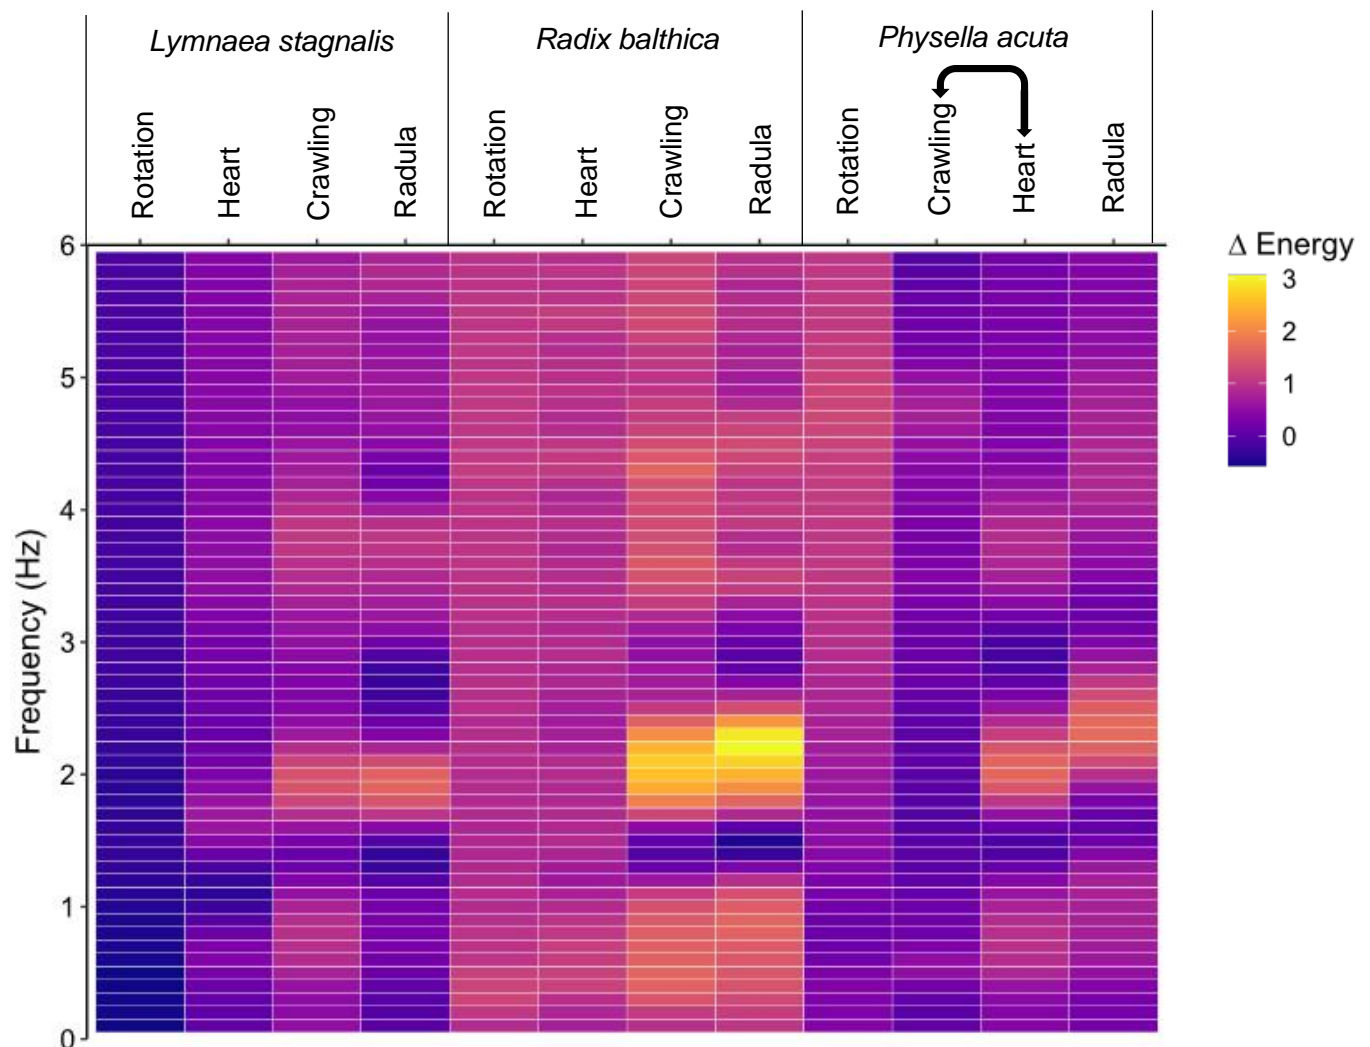 Lymnaea stagnalis
Radix balthica
Physella acuta
Rotation
Heart
Crawling
Radula
Rotation
Heart
Crawling
Radula
Rotation
Crawling
Heart
Radula
Δ Energy
3
2
1
0
6
5
4
3
2
1
0
Frequency (Hz)